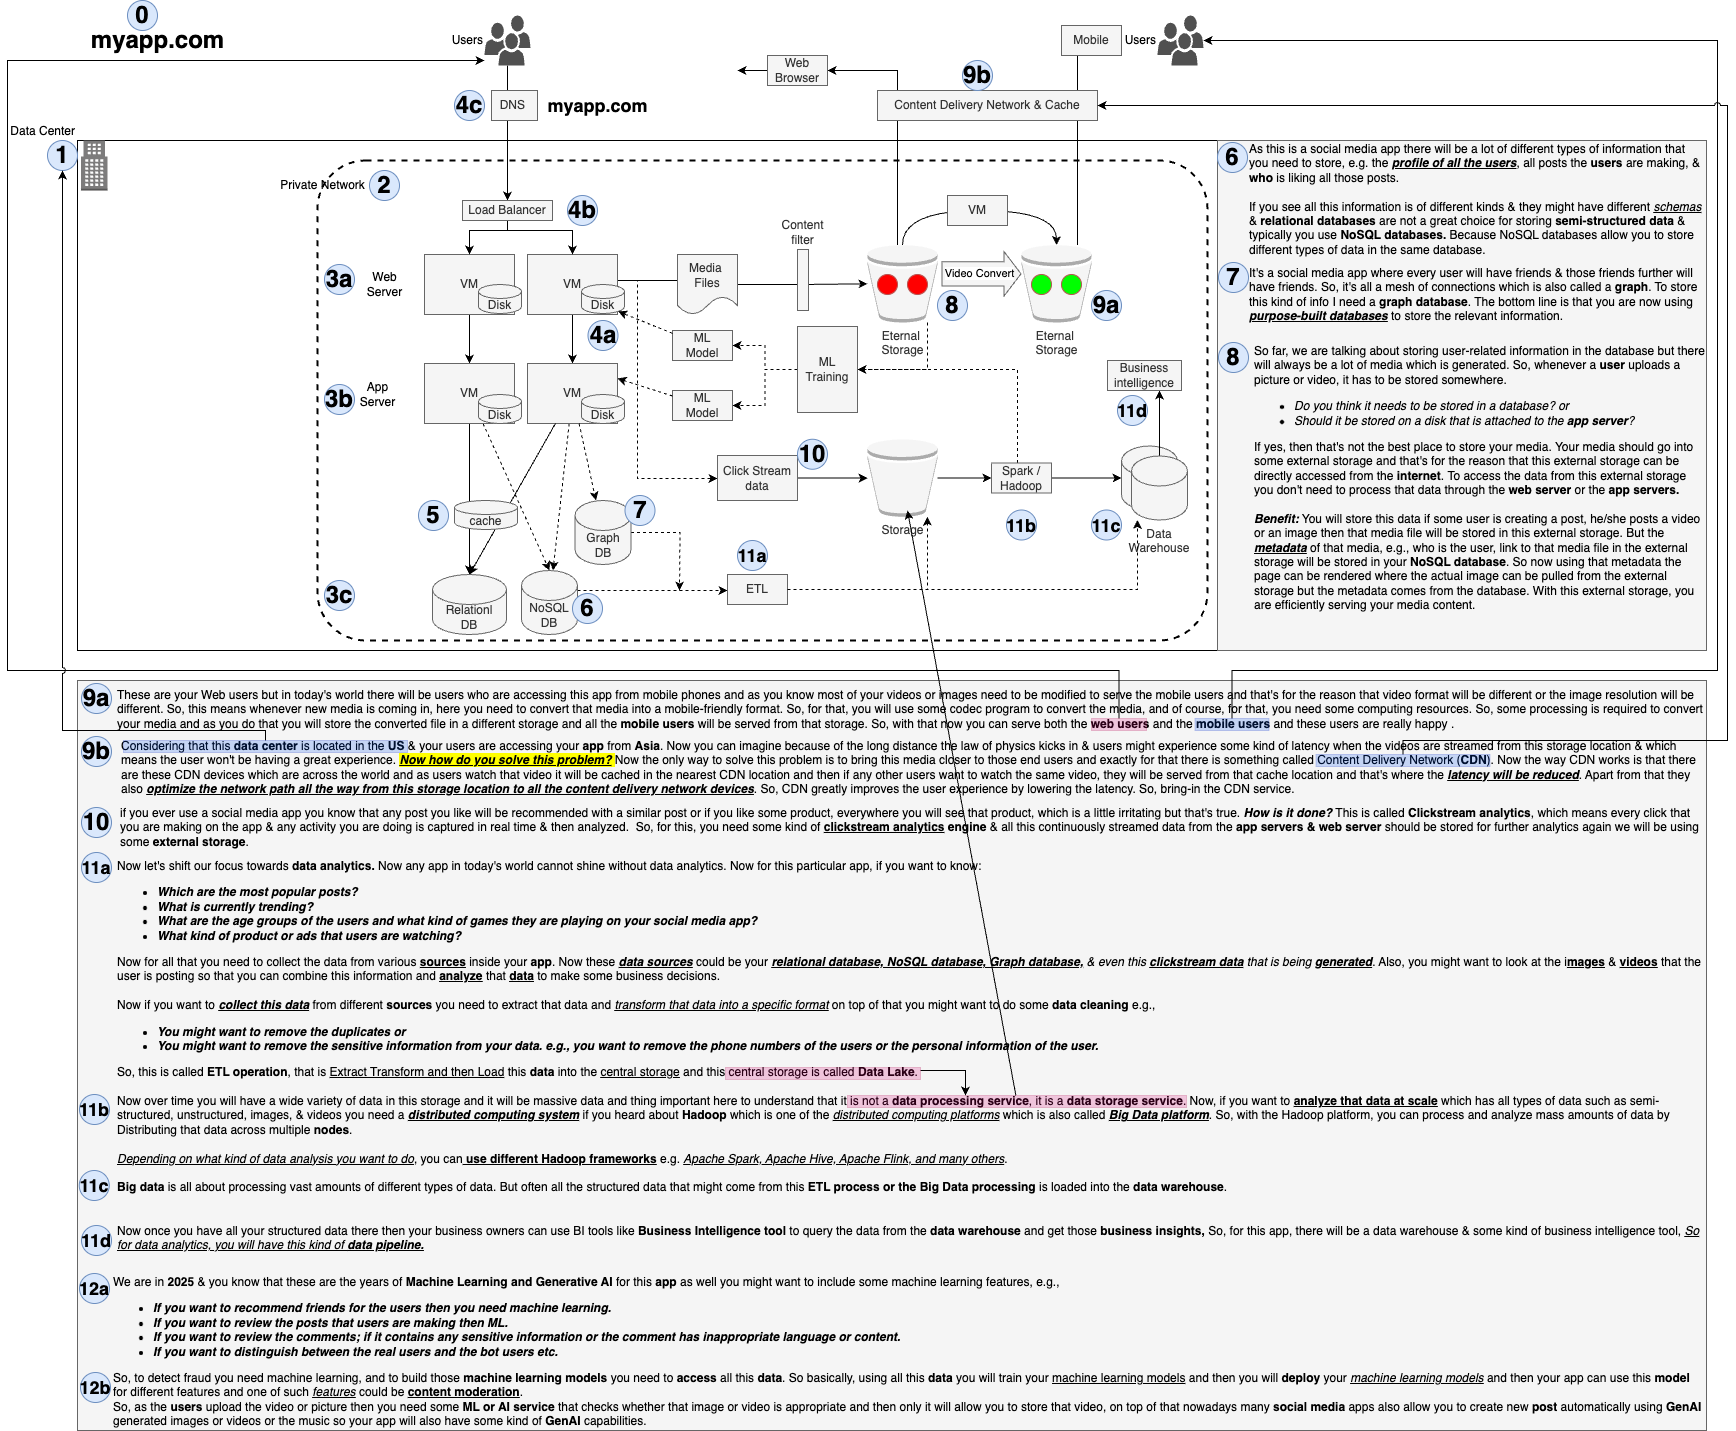 0
myapp.com
Users
Mobile
Users
Web
Browser
9b
4c
DNS
myapp.com
Content Delivery Network & Cache
Data Center
1
Private Network
2
Load Balancer
4b
VM
Content
filter
3a
Web
Server
VM
Disk
VM
Disk
Media
Files
Video Convert
8
9a
4a
Eternal
Storage
Eternal
Storage
ML
Model
ML
Training
Business
intelligence
3b
App
Server
VM
Disk
VM
Disk
ML
Model
11d
10
Click Stream
data
Spark /
Hadoop
5
cache
7
Storage
11b
11c
Data
Warehouse
Graph
DB
11a
3c
ETL
Relationl
DB
NoSQL
DB
6
6
As this is a social media app there will be a lot of different types of information that
you need to store, e.g. the profile of all the users, all posts the users are making, &
who is liking all those posts.
If you see all this information is of different kinds & they might have different schemas
& relational databases are not a great choice for storing semi-structured data &
typically you use NoSQL databases. Because NoSQL databases allow you to store
different types of data in the same database.
7
It's a social media app where every user will have friends & those friends further will
have friends. So, it's all a mesh of connections which is also called a graph. To store
this kind of info I need a graph database. The bottom line is that you are now using
purpose-built databases to store the relevant information.
8
So far, we are talking about storing user-related information in the database but there
will always be a lot of media which is generated. So, whenever a user uploads a
picture or video, it has to be stored somewhere.
• Do you think it needs to be stored in a database? or
• Should it be stored on a disk that is attached to the app server?
If yes, then that's not the best place to store your media. Your media should go into
some external storage and that's for the reason that this external storage can be
directly accessed from the internet. To access the data from this external storage
you don't need to process that data through the web server or the app servers.
Benefit: You will store this data if some user is creating a post, he/she posts a video
or an image then that media file will be stored in this external storage. But the
metadata of that media, e.g., who is the user, link to that media file in the external
storage will be stored in your NoSQL database. So now using that metadata the
page can be rendered where the actual image can be pulled from the external
storage but the metadata comes from the database. With this external storage, you
are efficiently serving your media content.
9a
These are your Web users but in today's world there will be users who are accessing this app from mobile phones and as you know most of your videos or images need to be modified to serve the mobile users and that's for the reason that video format will be different or the image resolution will be
different. So, this means whenever new media is coming in, here you need to convert that media into a mobile-friendly format. So, for that, you will use some codec program to convert the media, and of course, for that, you need some computing resources. So, some processing is required to convert
your media and as you do that you will store the converted file in a different storage and all the mobile users will be served from that storage. So, with that now you can serve both the web users and the mobile users and these users are really happy .
9b
Considering that this data center is located in the US & your users are accessing your app from Asia. Now you can imagine because of the long distance the law of physics kicks in & users might experience some kind of latency when the videos are streamed from this storage location & which
means the user won't be having a great experience. Now how do you solve this problem? Now the only way to solve this problem is to bring this media closer to those end users and exactly for that there is something called Content Delivery Network (CDN). Now the way CDN works is that there
are these CDN devices which are across the world and as users watch that video it will be cached in the nearest CDN location and then if any other users want to watch the same video, they will be served from that cache location and that's where the latency will be reduced. Apart from that they
also optimize the network path all the way from this storage location to all the content delivery network devices. So, CDN greatly improves the user experience by lowering the latency. So, bring-in the CDN service.
10
if you ever use a social media app you know that any post you like will be recommended with a similar post or if you like some product, everywhere you will see that product, which is a little irritating but that's true. How is it done? This is called Clickstream analytics, which means every click that
you are making on the app & any activity you are doing is captured in real time & then analyzed. So, for this, you need some kind of clickstream analytics engine & all this continuously streamed data from the app servers & web server should be stored for further analytics again we will be using
some external storage.
11a
Now let's shift our focus towards data analytics. Now any app in today's world cannot shine without data analytics. Now for this particular app, if you want to know:
• Which are the most popular posts?
• What is currently trending?
• What are the age groups of the users and what kind of games they are playing on your social media app?
• What kind of product or ads that users are watching?
Now for all that you need to collect the data from various sources inside your app. Now these data sources could be your relational database, NoSQL database, Graph database, & even this clickstream data that is being generated. Also, you might want to look at the images & videos that the
user is posting so that you can combine this information and analyze that data to make some business decisions.
Now if you want to collect this data from different sources you need to extract that data and transform that data into a specific format on top of that you might want to do some data cleaning e.g.,
• You might want to remove the duplicates or
• You might want to remove the sensitive information from your data. e.g., you want to remove the phone numbers of the users or the personal information of the user.
So, this is called ETL operation, that is Extract Transform and then Load this data into the central storage and this central storage is called Data Lake.
11b
Now over time you will have a wide variety of data in this storage and it will be massive data and thing important here to understand that it is not a data processing service, it is a data storage service. Now, if you want to analyze that data at scale which has all types of data such as semi-
structured, unstructured, images, & videos you need a distributed computing system if you heard about Hadoop which is one of the distributed computing platforms which is also called Big Data platform. So, with the Hadoop platform, you can process and analyze mass amounts of data by
Distributing that data across multiple nodes.
Depending on what kind of data analysis you want to do, you can use different Hadoop frameworks e.g. Apache Spark, Apache Hive, Apache Flink, and many others.
11c
Big data is all about processing vast amounts of different types of data. But often all the structured data that might come from this ETL process or the Big Data processing is loaded into the data warehouse.
11d
Now once you have all your structured data there then your business owners can use BI tools like Business Intelligence tool to query the data from the data warehouse and get those business insights, So, for this app, there will be a data warehouse & some kind of business intelligence tool, So
for data analytics, you will have this kind of data pipeline.
12a
We are in 2025 & you know that these are the years of Machine Learning and Generative AI for this app as well you might want to include some machine learning features, e.g.,
• If you want to recommend friends for the users then you need machine learning.
• If you want to review the posts that users are making then ML.
• If you want to review the comments; if it contains any sensitive information or the comment has inappropriate language or content.
• If you want to distinguish between the real users and the bot users etc.
12b
So, to detect fraud you need machine learning, and to build those machine learning models you need to access all this data. So basically, using all this data you will train your machine learning models and then you will deploy your machine learning models and then your app can use this model
for different features and one of such features could be content moderation.
So, as the users upload the video or picture then you need some ML or AI service that checks whether that image or video is appropriate and then only it will allow you to store that video, on top of that nowadays many social media apps also allow you to create new post automatically using GenAI
generated images or videos or the music so your app will also have some kind of GenAI capabilities.